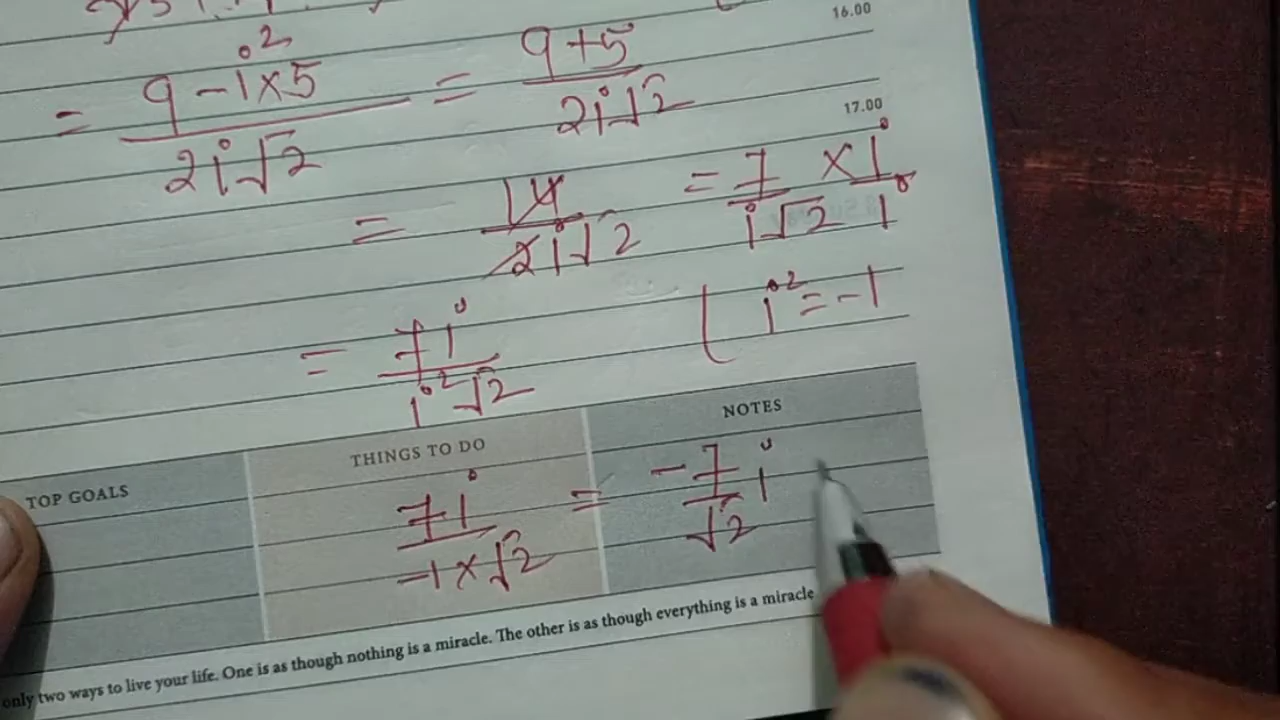 16.00
= (9 - i² × 5) / (2i√2) = (9 + 5) / (2i√2)
17.00
= 14 / (2i√2) = 7 / (i√2) × i / i
= 7i / (i²√2) ( i² = -1
NOTES
THINGS TO DO
TOP GOALS
7i / (-1 × √2) = -7/√2 i
only two ways to live your life. One is as though nothing is a miracle. The other is as though everything is a miracle